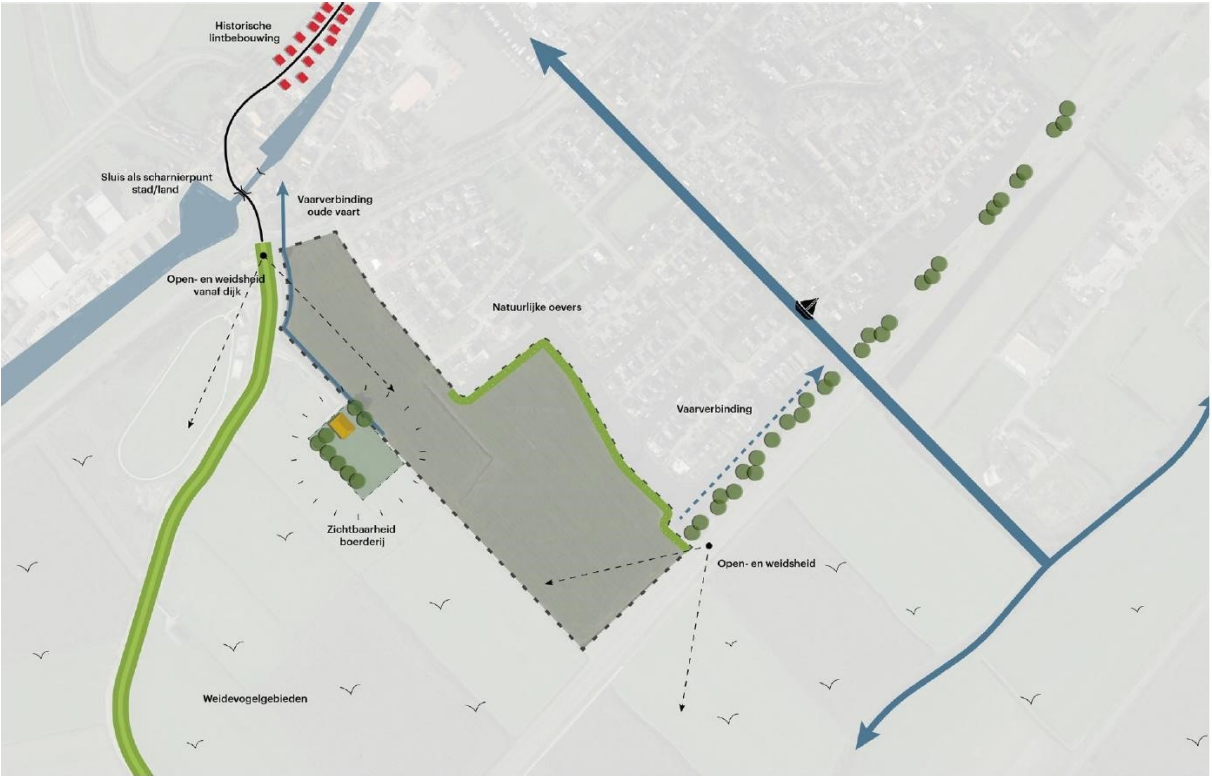 Historische
lintbebouwing
Sluis als scharnierpunt
stad/land
Vaarverbinding
oude vaart
Open- en weidsheid
vanaf dijk
Natuurlijke oevers
Vaarverbinding
Zichtbaarheid
boerderij
Open- en weidsheid
Weidevogelgebieden